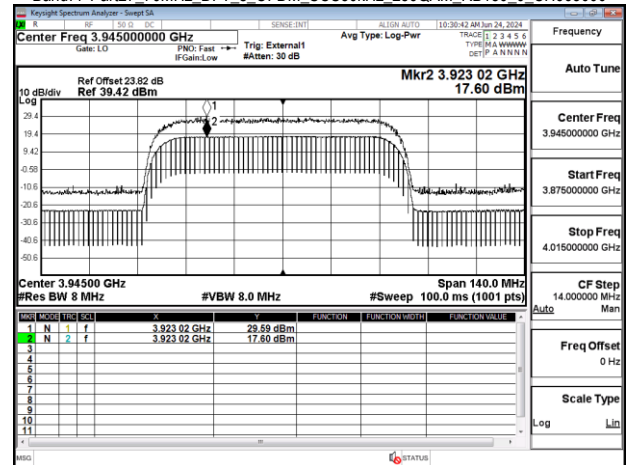 Keysight Spectrum Analyzer - Swept SA
R RF 50 Ω DC SENSE:INT ALIGN AUTO 10:30:42 AM Jun 24, 2024
Center Freq 3.945000000 GHz
Gate: LO
PNO: Fast
IFGain:Low
Trig: External1
#Atten: 30 dB
Avg Type: Log-Pwr
TRACE 1 2 3 4 5 6
TYPE M A W W W W
DET P A N N N N
Ref Offset 23.82 dB
10 dB/div Ref 39.42 dBm
Log
Mkr2 3.923 02 GHz
17.60 dBm
29.4
19.4
9.42
-0.58
-10.6
-20.6
-30.6
-40.6
-50.6
1
2
Center 3.94500 GHz
Span 140.0 MHz
#Res BW 8 MHz
#VBW 8.0 MHz
#Sweep 100.0 ms (1001 pts)
MKR MODE TRC SCL X Y FUNCTION FUNCTION WIDTH FUNCTION VALUE
1 N 1 f 3.923 02 GHz 29.59 dBm
2 N 2 f 3.923 02 GHz 17.60 dBm
3
4
5
6
7
8
9
10
11
MSG
STATUS
Frequency
Auto Tune
Center Freq
3.945000000 GHz
Start Freq
3.875000000 GHz
Stop Freq
4.015000000 GHz
CF Step
14.000000 MHz
Auto Man
Freq Offset
0 Hz
Scale Type
Log Lin